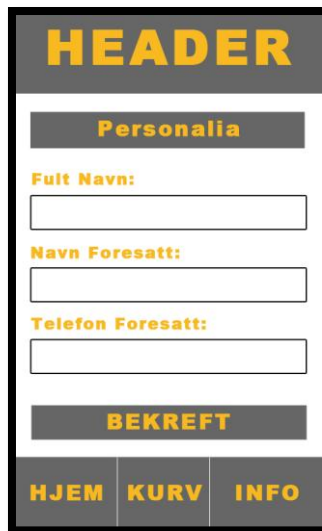 HEADER
Personalia
Fult Navn:
Navn Foresatt:
Telefon Foresatt:
BEKREFT
HJEM KURV INFO